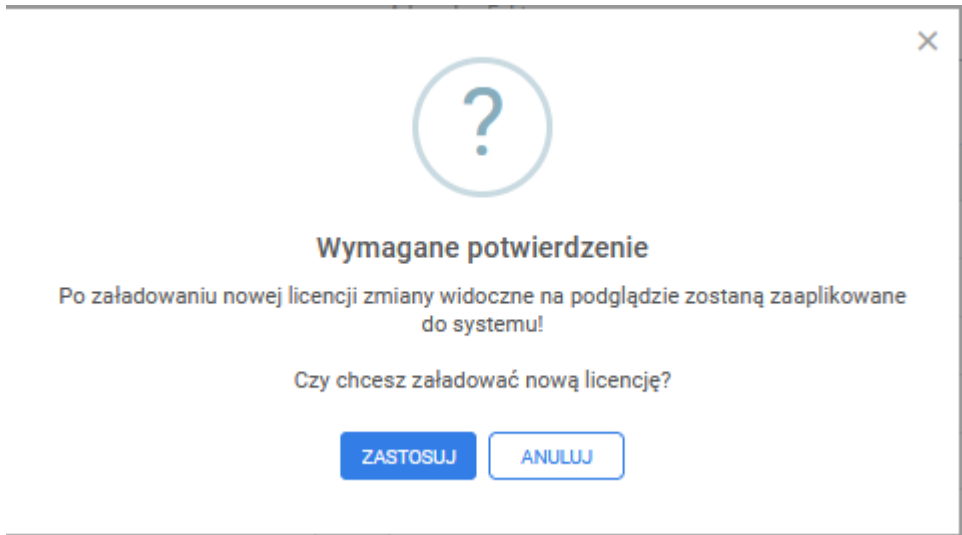 ?
Wymagane potwierdzenie
Po załadowaniu nowej licencji zmiany widoczne na podglądzie zostaną zaaplikowane
do systemu!
Czy chcesz załadować nową licencję?
ZASTOSUJ ANULUJ